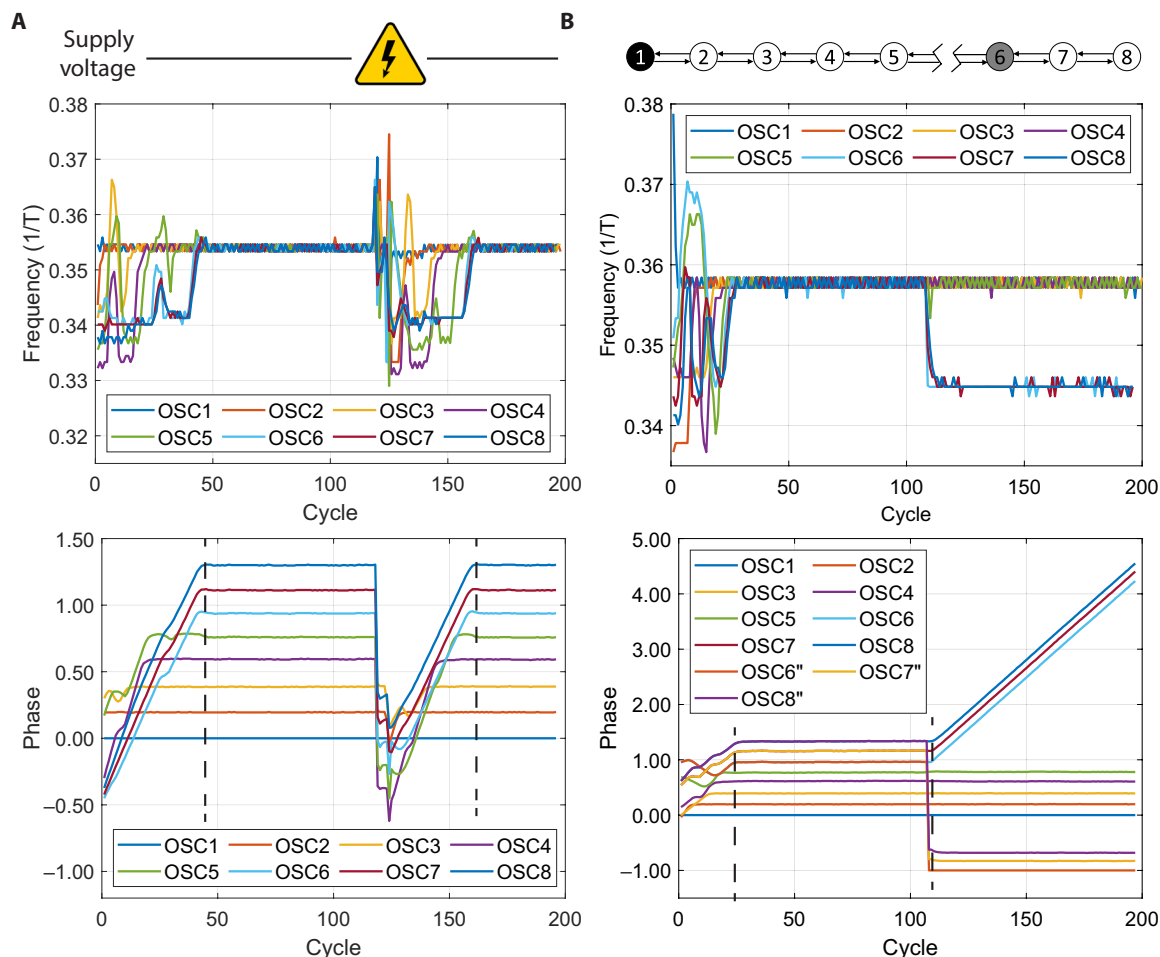 A
Supply
voltage
0.38
0.37
0.36
0.35
0.34
0.33
0.32
Frequency (1/T)
OSC1 OSC2 OSC3 OSC4
OSC5 OSC6 OSC7 OSC8
0 50 100 150 200
Cycle
1.50
1.00
0.50
0.00
–0.50
–1.00
Phase
OSC1 OSC2 OSC3 OSC4
OSC5 OSC6 OSC7 OSC8
0 50 100 150 200
Cycle
B
1 2 3 4 5 6 7 8
0.38
0.37
0.36
0.35
0.34
Frequency (1/T)
OSC1 OSC2 OSC3 OSC4
OSC5 OSC6 OSC7 OSC8
0 50 100 150 200
Cycle
5.00
4.00
3.00
2.00
1.00
0.00
–1.00
Phase
OSC1 OSC2
OSC3 OSC4
OSC5 OSC6
OSC7 OSC8
OSC6" OSC7"
OSC8"
0 50 100 150 200
Cycle